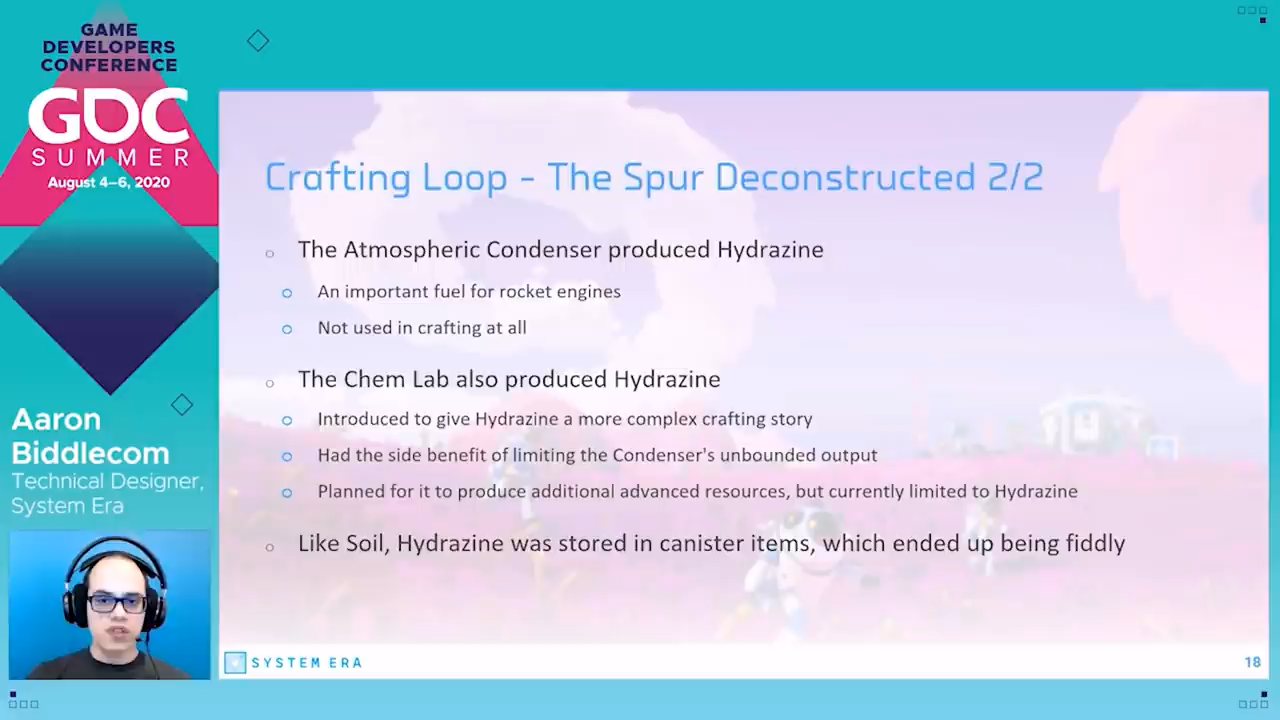 GAME
DEVELOPERS
CONFERENCE
GDC
SUMMER
August 4–6, 2020
Aaron
Biddlecom
Technical Designer,
System Era
Crafting Loop – The Spur Deconstructed 2/2
The Atmospheric Condenser produced Hydrazine
An important fuel for rocket engines
Not used in crafting at all
The Chem Lab also produced Hydrazine
Introduced to give Hydrazine a more complex crafting story
Had the side benefit of limiting the Condenser's unbounded output
Planned for it to produce additional advanced resources, but currently limited to Hydrazine
Like Soil, Hydrazine was stored in canister items, which ended up being fiddly
SYSTEM ERA
18